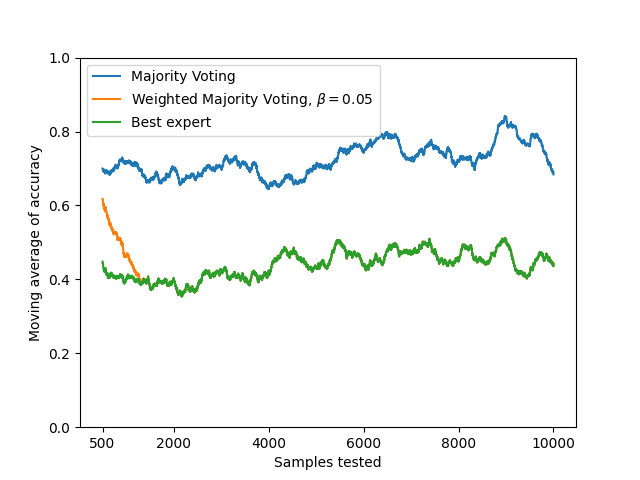 1.0
0.8
0.6
0.4
0.2
0.0
Moving average of accuracy
Majority Voting
Weighted Majority Voting, β = 0.05
Best expert
500 2000 4000 6000 8000 10000
Samples tested